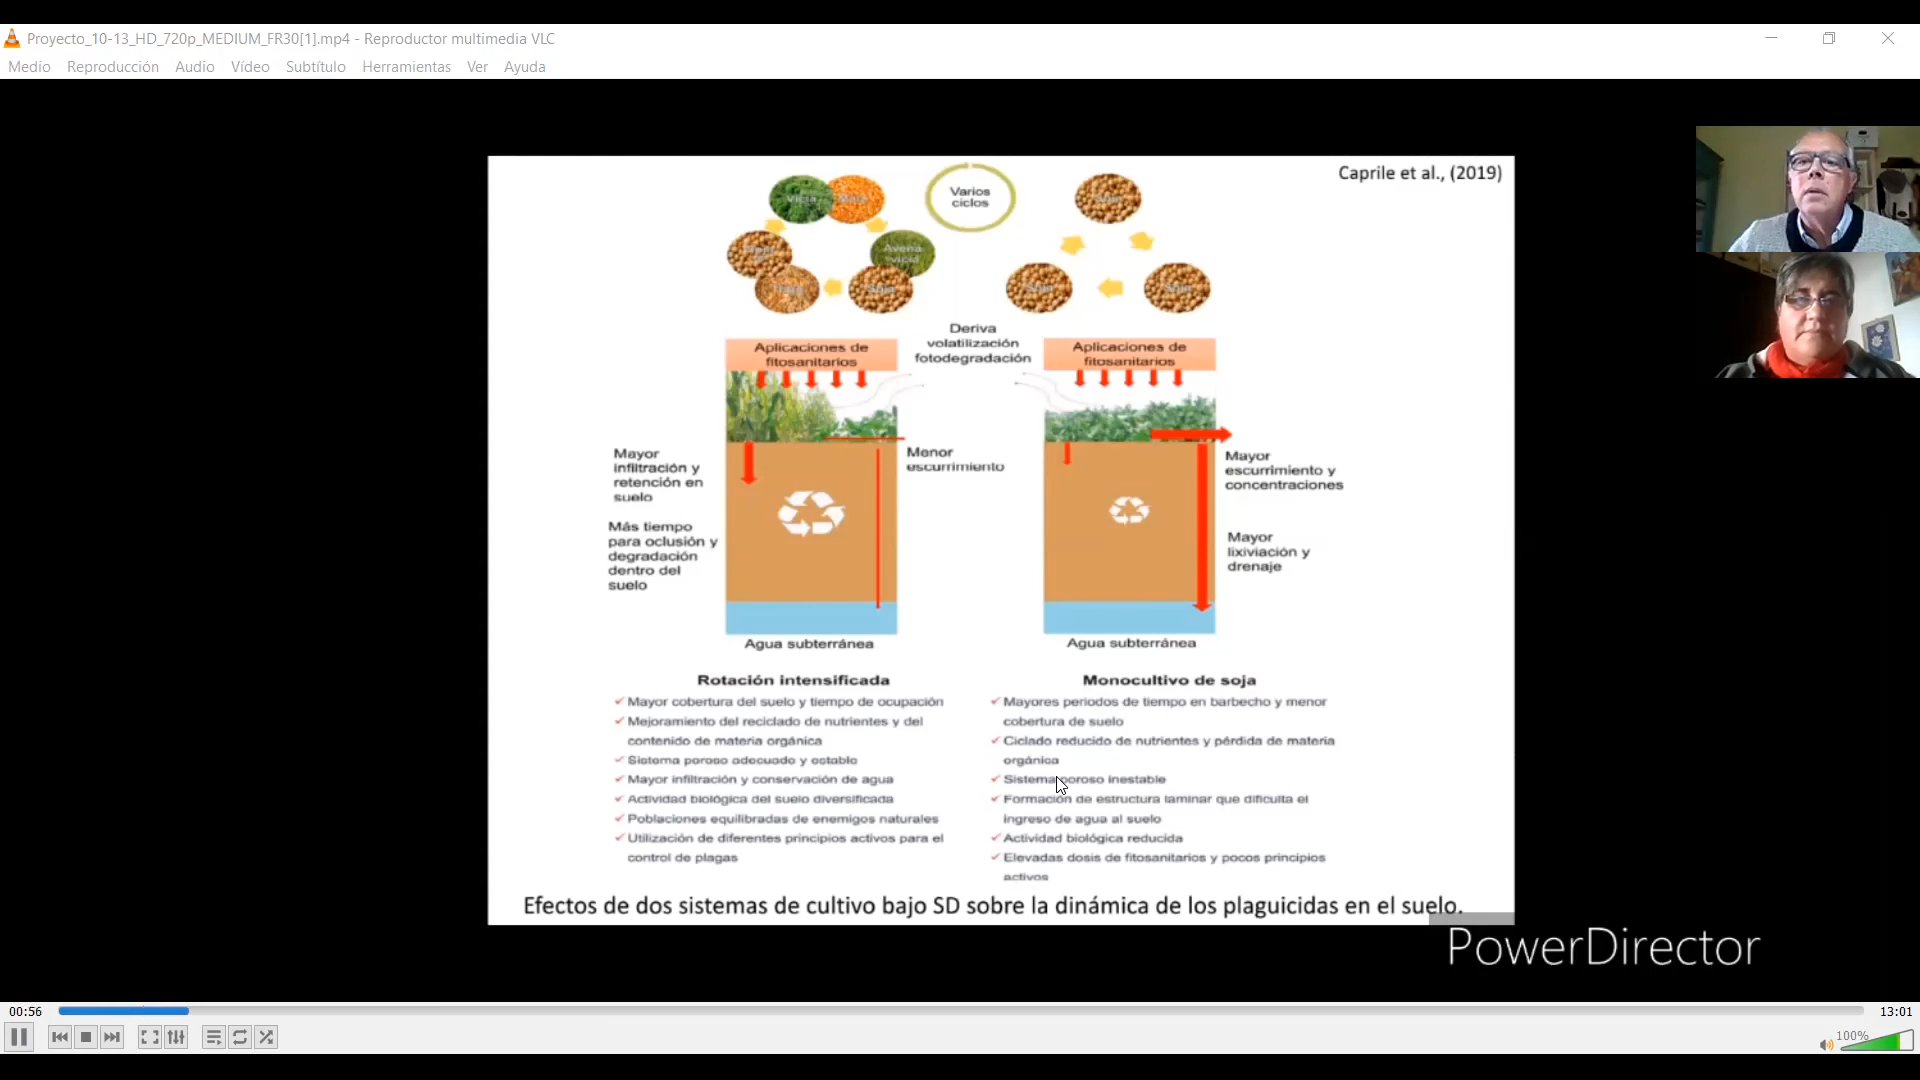 Proyecto_10-13_HD_720p_MEDIUM_FR30[1].mp4 - Reproductor multimedia VLC
Medio Reproducción Audio Vídeo Subtítulo Herramientas Ver Ayuda
Caprile et al., (2019)
Varios
ciclos
Vicia
Maíz
Soja
Avena
vicia
Soja
Soja
Soja
Soja
Deriva
volatilización
fotodegradación
Aplicaciones de
fitosanitarios
Aplicaciones de
fitosanitarios
Mayor
infiltración y
retención en
suelo
Menor
escurrimiento
Mayor
escurrimiento y
concentraciones
Más tiempo
para oclusión y
degradación
dentro del
suelo
Mayor
lixiviación y
drenaje
Agua subterránea
Agua subterránea
Rotación intensificada
Mayor cobertura del suelo y tiempo de ocupación
Mejoramiento del reciclado de nutrientes y del
contenido de materia orgánica
Sistema poroso adecuado y estable
Mayor infiltración y conservación de agua
Actividad biológica del suelo diversificada
Poblaciones equilibradas de enemigos naturales
Utilización de diferentes principios activos para el
control de plagas
Monocultivo de soja
Mayores periodos de tiempo en barbecho y menor
cobertura de suelo
Ciclado reducido de nutrientes y pérdida de materia
orgánica
Sistema poroso inestable
Formación de estructura laminar que dificulta el
ingreso de agua al suelo
Actividad biológica reducida
Elevadas dosis de fitosanitarios y pocos principios
activos
Efectos de dos sistemas de cultivo bajo SD sobre la dinámica de los plaguicidas en el suelo.
PowerDirector
00:56
13:01
100%